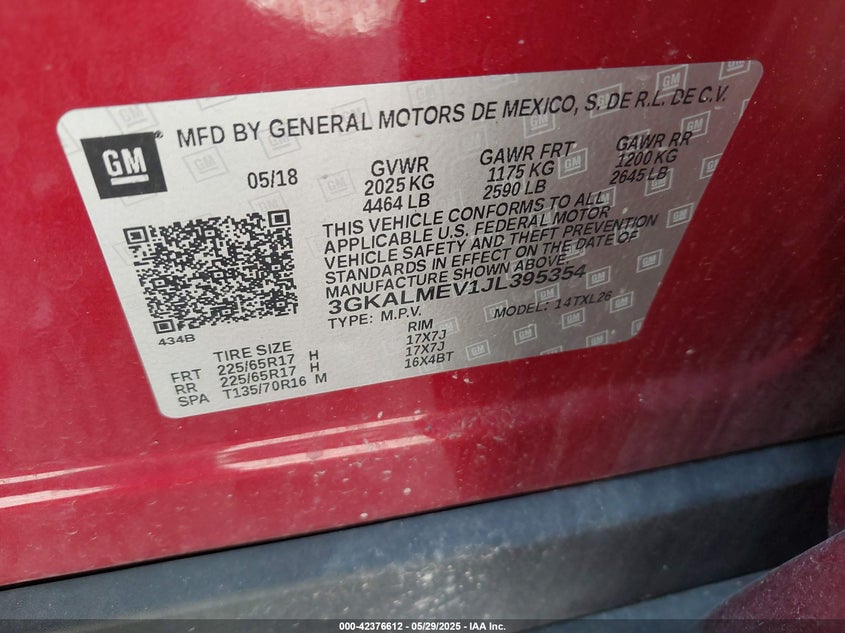 GM
MFD BY GENERAL MOTORS DE MEXICO, S. DE R.L. DE C.V.
05/18
GVWR
2025 KG
4464 LB
GAWR FRT
1175 KG
2590 LB
GAWR RR
1200 KG
2645 LB
THIS VEHICLE CONFORMS TO ALL
APPLICABLE U.S. FEDERAL MOTOR
VEHICLE SAFETY AND THEFT PREVENTION
STANDARDS IN EFFECT ON THE DATE OF
MANUFACTURE SHOWN ABOVE.
3GKALMEV1JL395354
TYPE: M.P.V.
MODEL: 14TXL26
434B
TIRE SIZE
RIM
FRT 225/65R17 H 17X7J
RR 225/65R17 H 17X7J
SPA T135/70R16 M 16X4BT
000-42376612 - 05/29/2025 - IAA Inc.